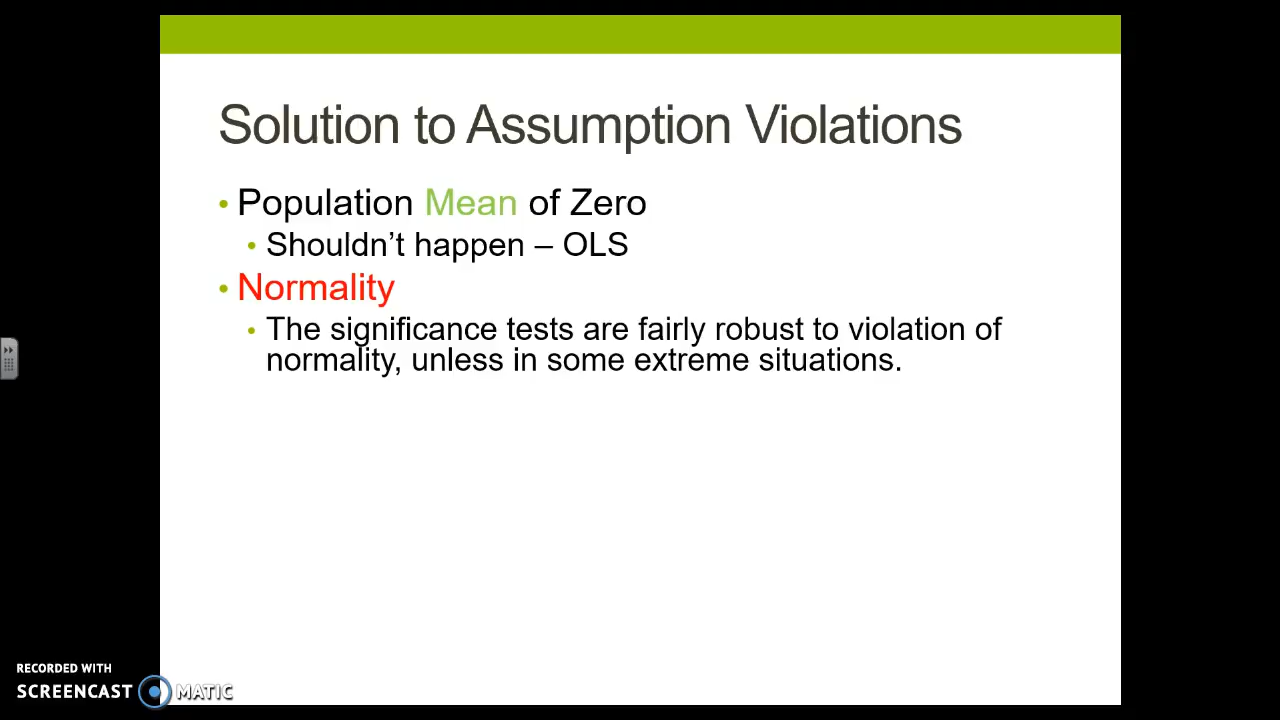 Solution to Assumption Violations
• Population Mean of Zero
• Shouldn’t happen – OLS
• Normality
• The significance tests are fairly robust to violation of
normality, unless in some extreme situations.
RECORDED WITH
SCREENCAST MATIC